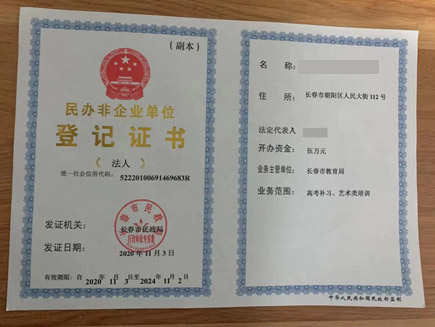 (副本)
民办非企业单位
登记证书
(法人)
统一社会信用代码: 52220100691469683R
发证机关: 长春市民政局
发证日期: 2020年11月3日
有效期限: 自 2020年11月3日至2024年11月2日
名称:
住所: 长春市朝阳区人民大街112号
法定代表人
开办资金: 伍万元
业务主管单位: 长春市教育局
业务范围: 高考补习、艺术类培训
中华人民共和国民政部监制